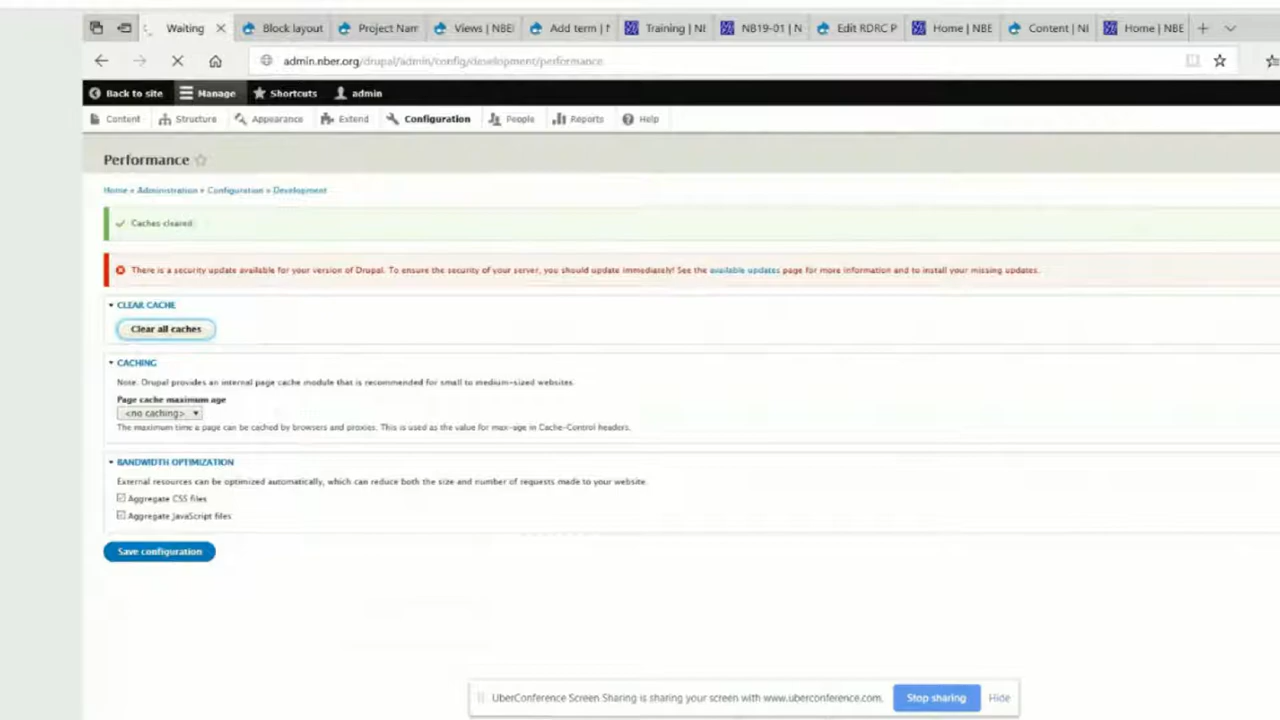 Waiting
Block layout
Project Nam
Views | NBE
Add term | N
Training | NI
NB19-01 | N
Edit RDRC P
Home | NBE
Content | NI
Home | NBE
admin.nber.org/drupal/admin/config/development/performance
Back to site
Manage
Shortcuts
admin
Content
Structure
Appearance
Extend
Configuration
People
Reports
Help
Performance
Home » Administration » Configuration » Development
Caches cleared.
There is a security update available for your version of Drupal. To ensure the security of your server, you should update immediately! See the available updates page for more information and to install your missing updates.
CLEAR CACHE
Clear all caches
CACHING
Note: Drupal provides an internal page cache module that is recommended for small to medium-sized websites.
Page cache maximum age
<no caching>
The maximum time a page can be cached by browsers and proxies. This is used as the value for max-age in Cache-Control headers.
BANDWIDTH OPTIMIZATION
External resources can be optimized automatically, which can reduce both the size and number of requests made to your website.
Aggregate CSS files
Aggregate JavaScript files
Save configuration
UberConference Screen Sharing is sharing your screen with www.uberconference.com.
Stop sharing
Hide